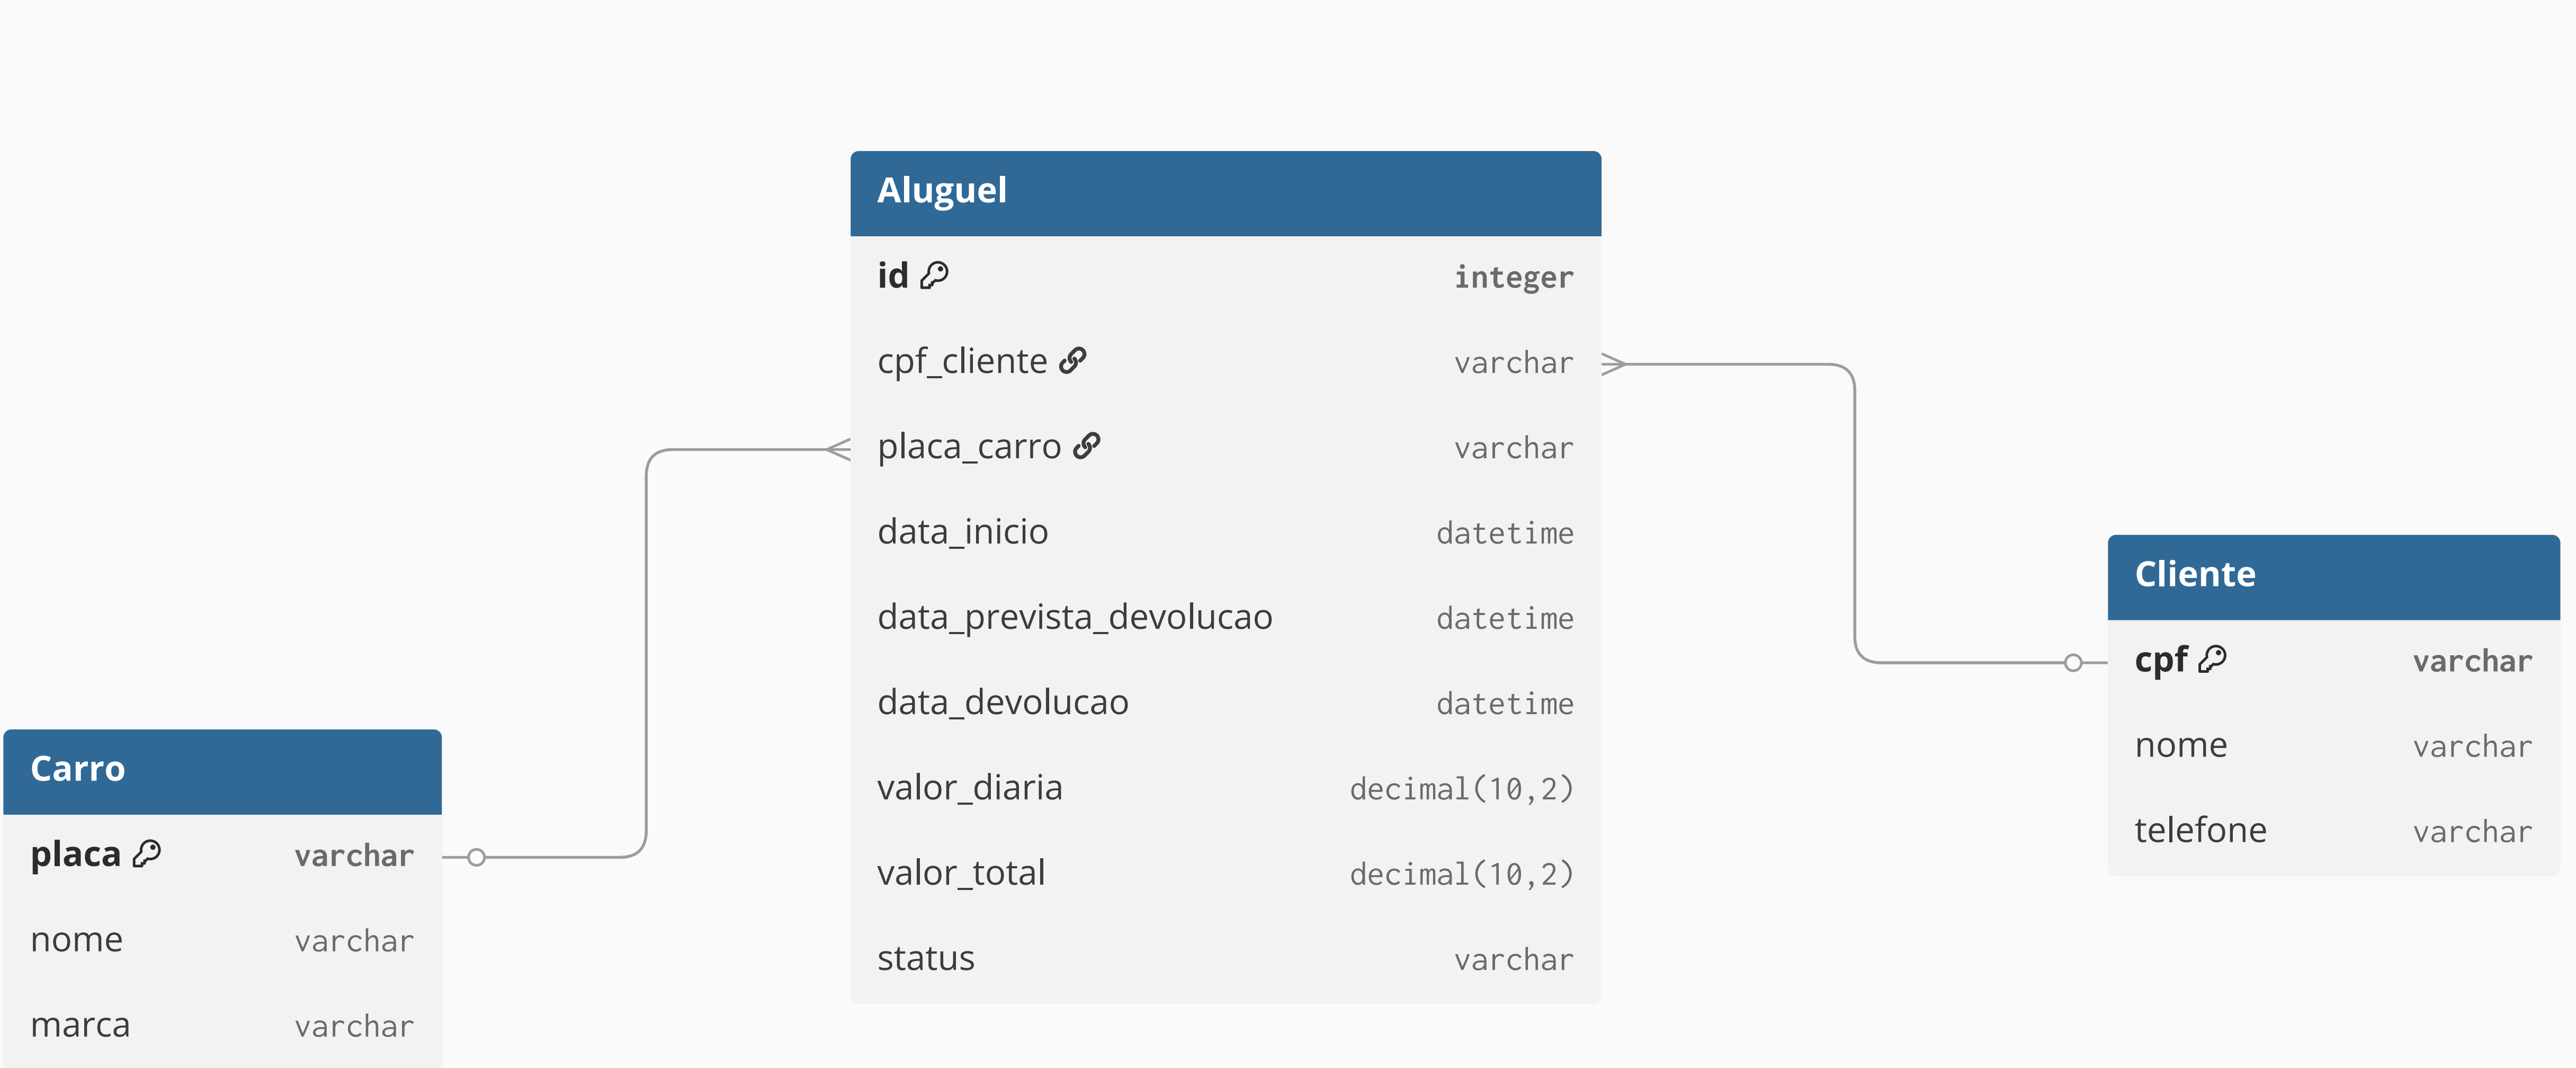 Aluguel
id integer
cpf_cliente varchar
placa_carro varchar
data_inicio datetime
data_prevista_devolucao datetime
data_devolucao datetime
valor_diaria decimal(10,2)
valor_total decimal(10,2)
status varchar
Carro
placa varchar
nome varchar
marca varchar
Cliente
cpf varchar
nome varchar
telefone varchar